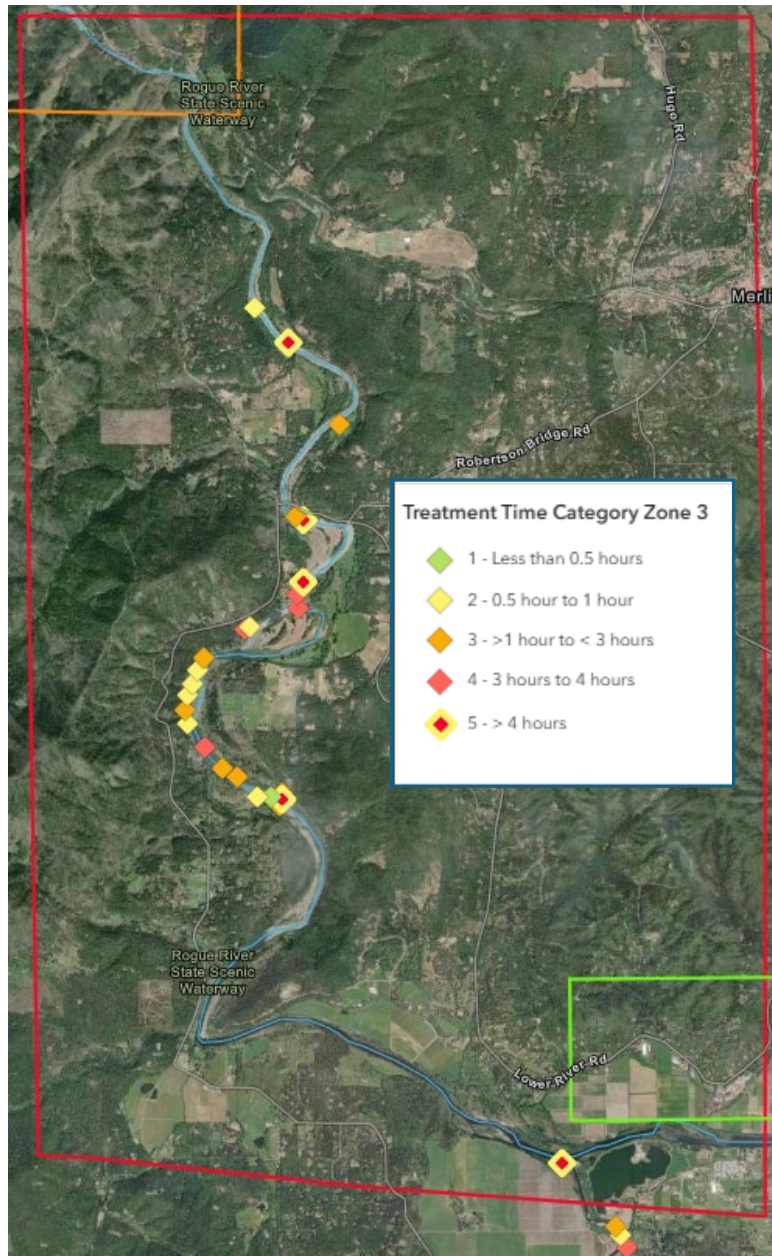 Rogue River
State Scenic
Waterway
Hugo Rd
Merli
Robertson Bridge Rd
Treatment Time Category Zone 3
1 - Less than 0.5 hours
2 - 0.5 hour to 1 hour
3 - >1 hour to < 3 hours
4 - 3 hours to 4 hours
5 - > 4 hours
Rogue River
State Scenic
Waterway
Lower River Rd